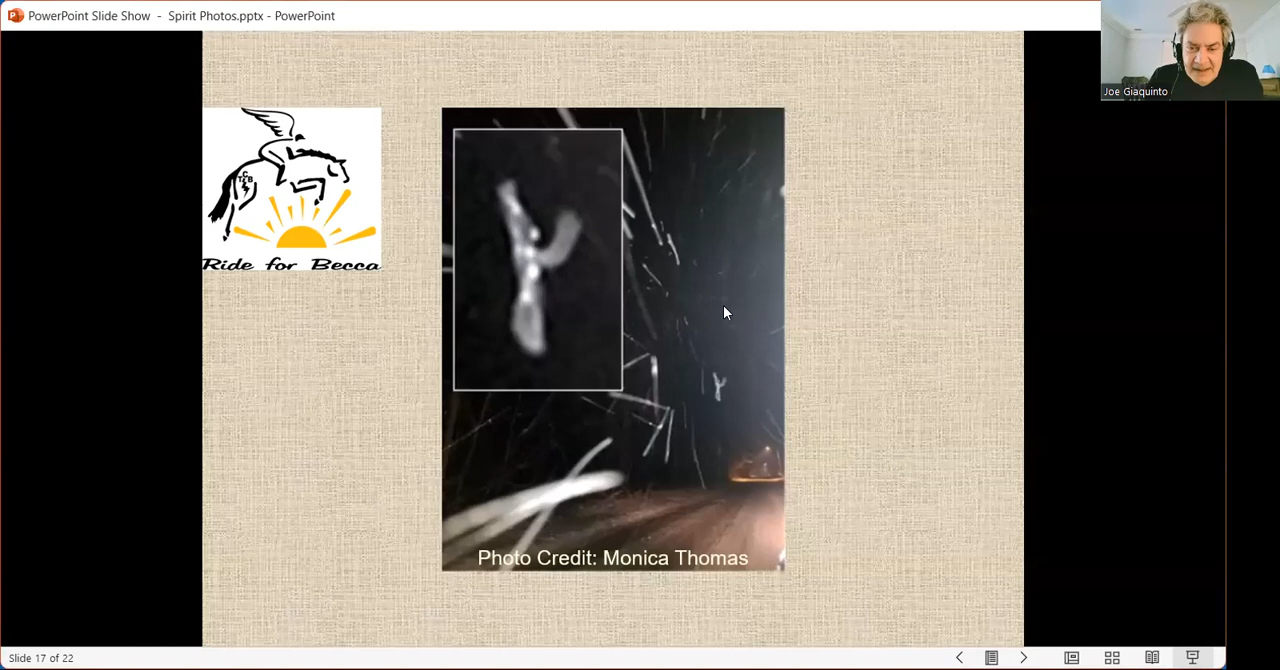 PowerPoint Slide Show - Spirit Photos.pptx - PowerPoint
Joe Giaquinto
TCB
Ride for Becca
Photo Credit: Monica Thomas
Slide 17 of 22